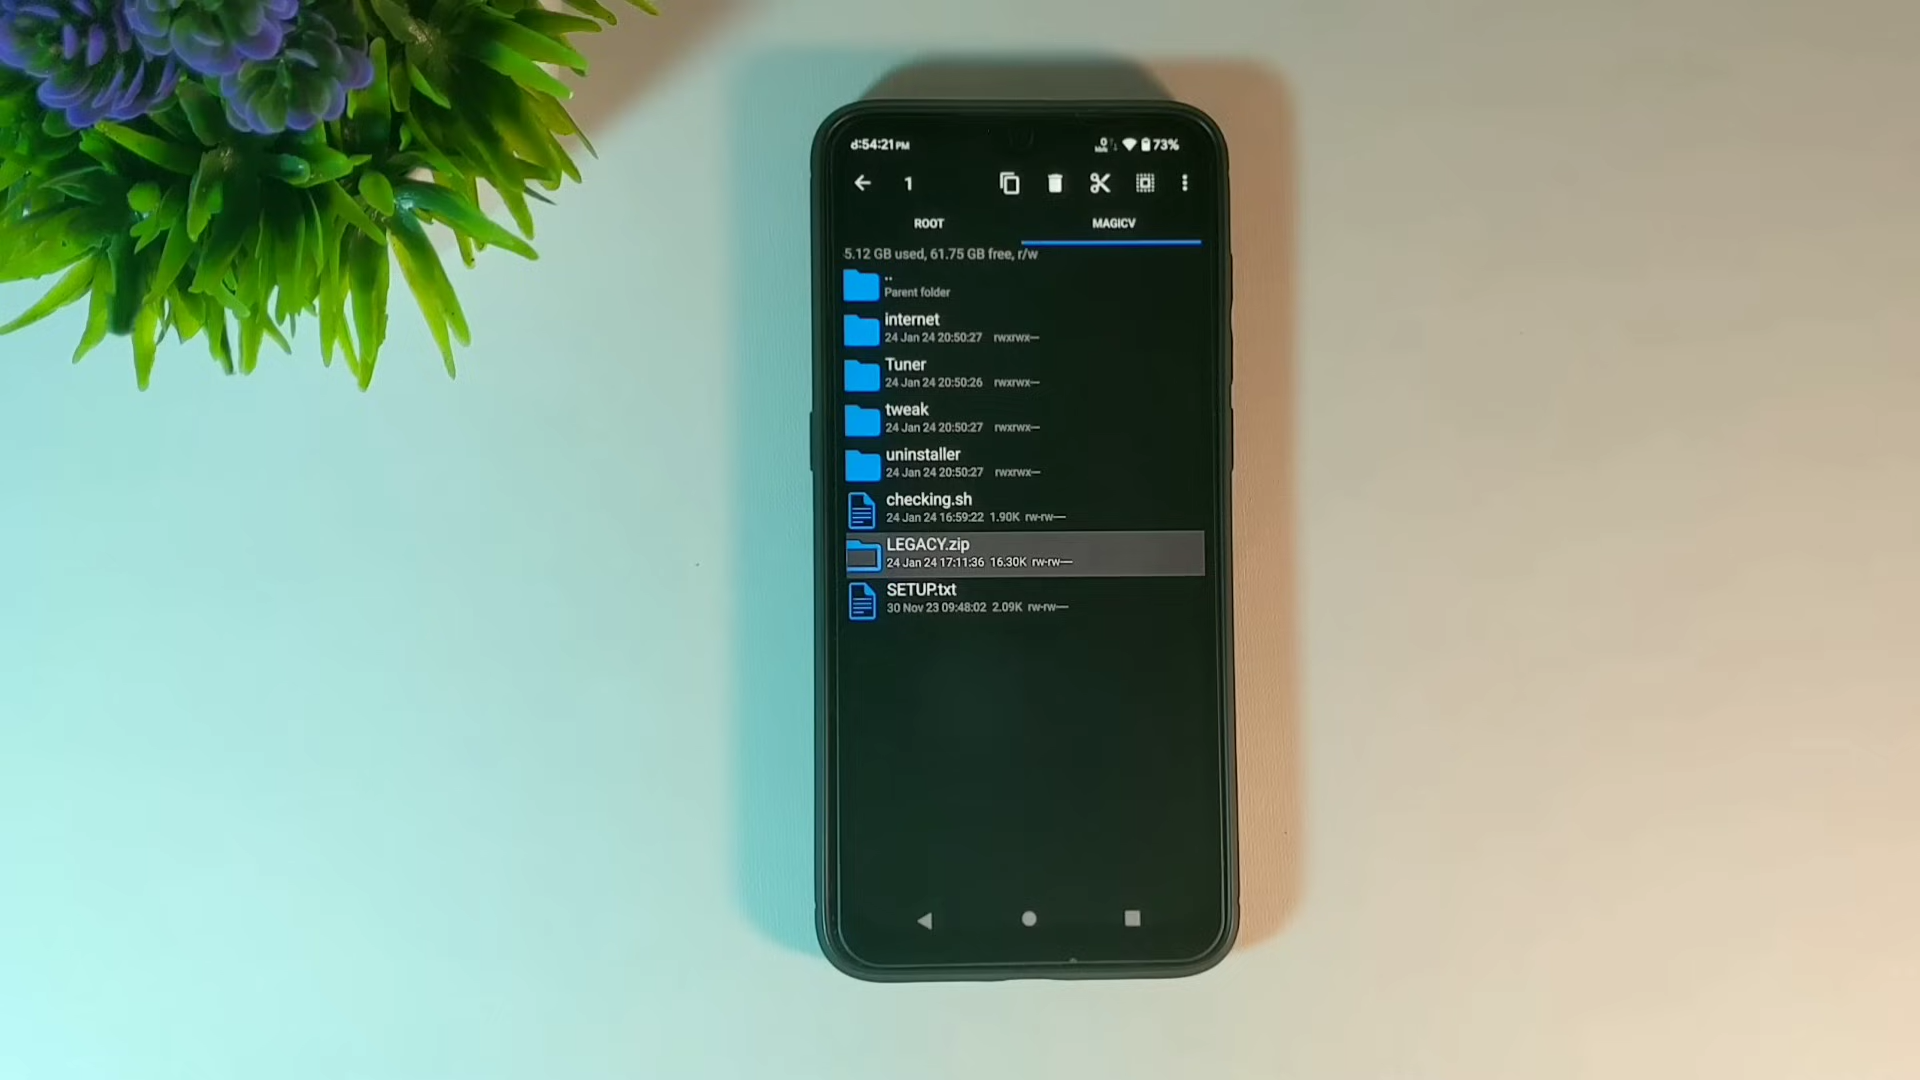 :54:21 PM
73%
1
ROOT
MAGICV
5.12 GB used, 61.75 GB free, r/w
..
Parent folder
internet
24 Jan 24 20:50:27 rwxrwx---
Tuner
24 Jan 24 20:50:26 rwxrwx---
tweak
24 Jan 24 20:50:27 rwxrwx---
uninstaller
24 Jan 24 20:50:27 rwxrwx---
checking.sh
24 Jan 24 16:59:22 1.90K rw-rw----
LEGACY.zip
24 Jan 24 17:11:36 16.30K rw-rw----
SETUP.txt
30 Nov 23 09:48:02 2.09K rw-rw----